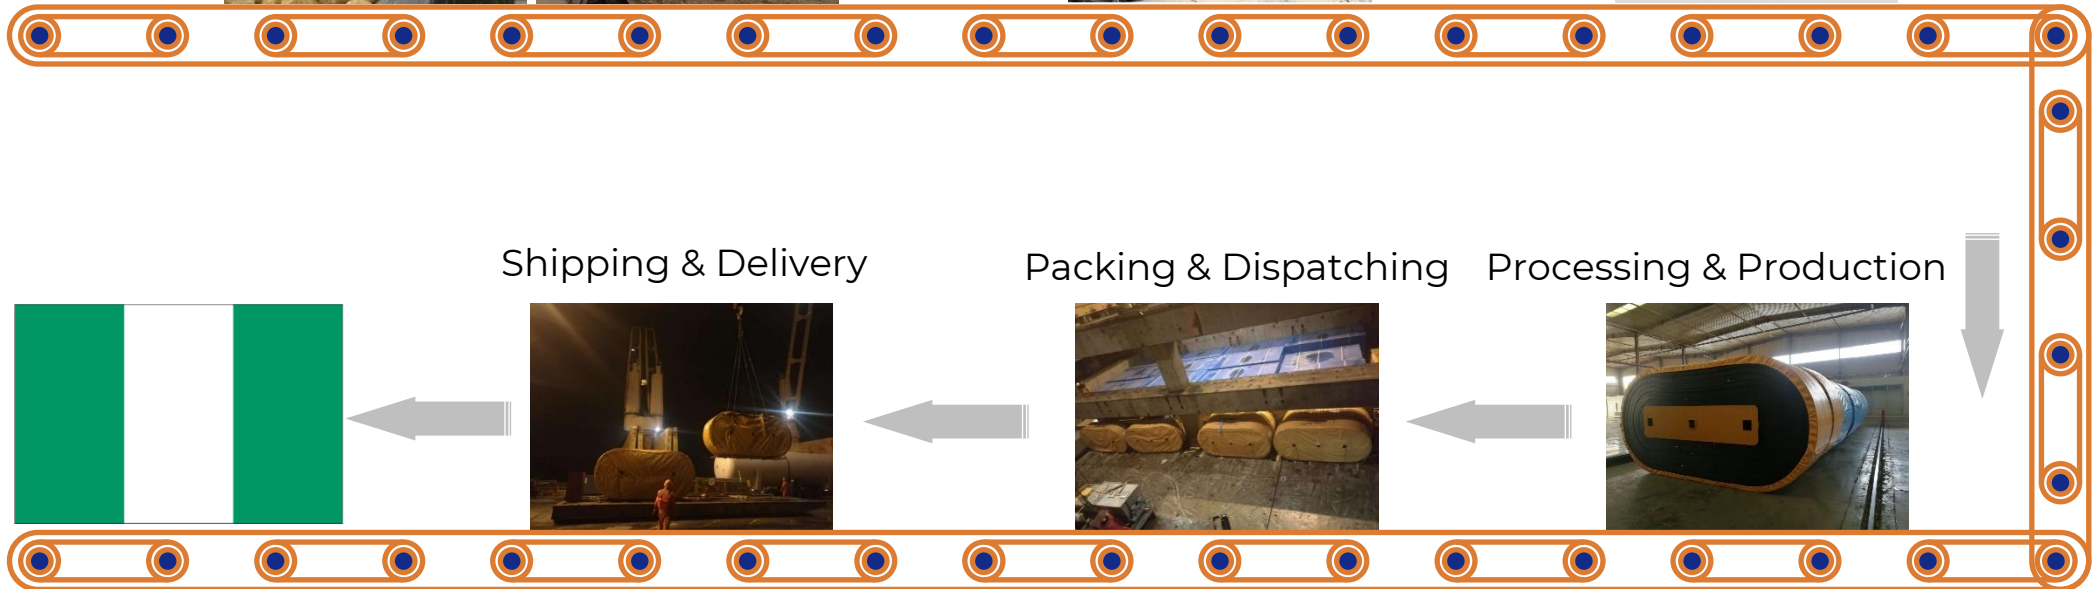 Shipping & Delivery
Packing & Dispatching
Processing & Production